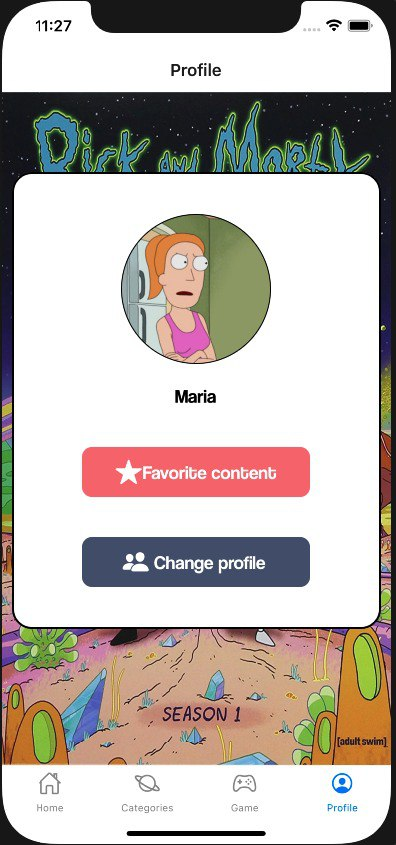 11:27
Profile
Rick and Morty
Maria
Favorite content
Change profile
SEASON 1
[adult swim]
Home
Categories
Game
Profile